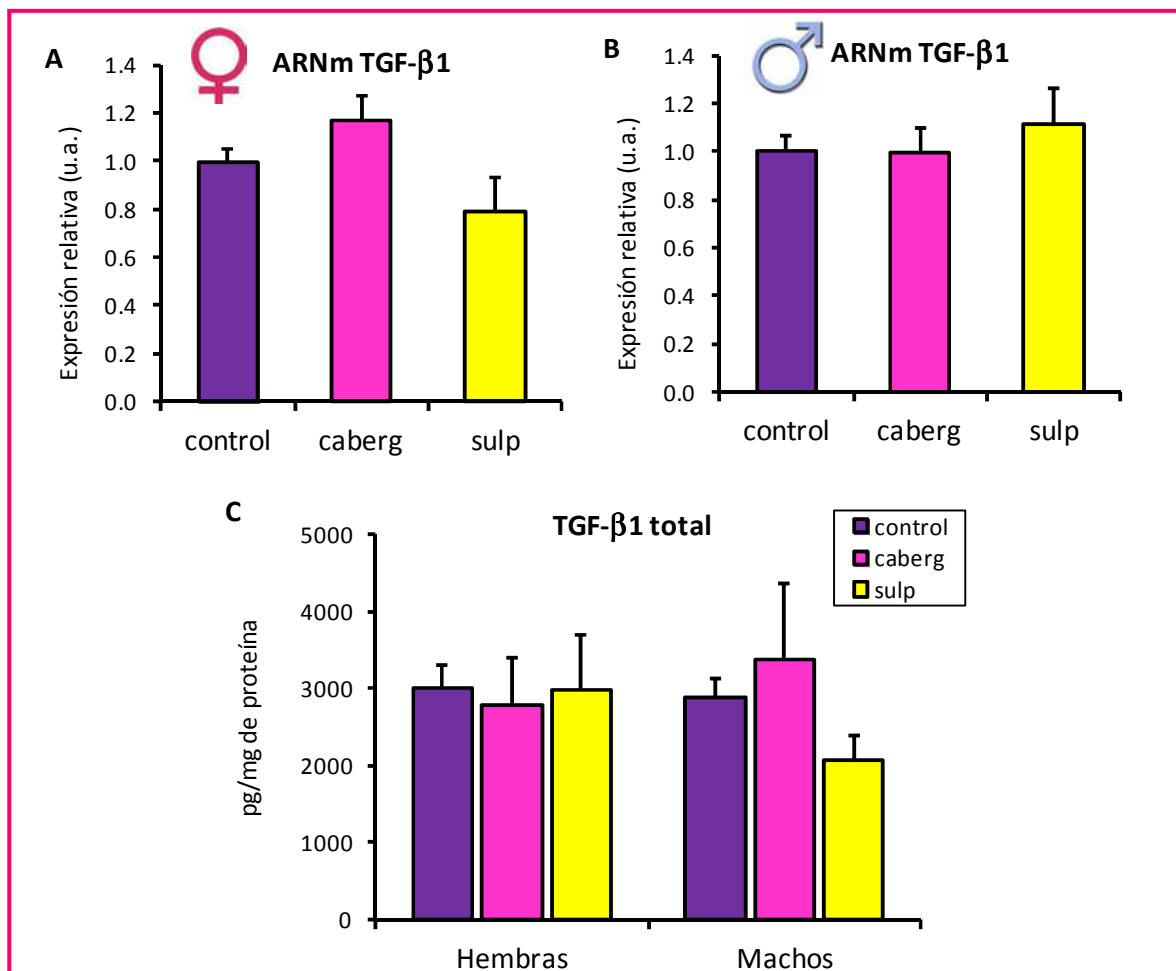 A
ARNm TGF-β1
Expresión relativa (u.a.)
1.4
1.2
1.0
0.8
0.6
0.4
0.2
0.0
control caberg sulp
B
ARNm TGF-β1
Expresión relativa (u.a.)
1.4
1.2
1.0
0.8
0.6
0.4
0.2
0.0
control caberg sulp
C
TGF-β1 total
control
caberg
sulp
pg/mg de proteína
5000
4000
3000
2000
1000
0
Hembras Machos